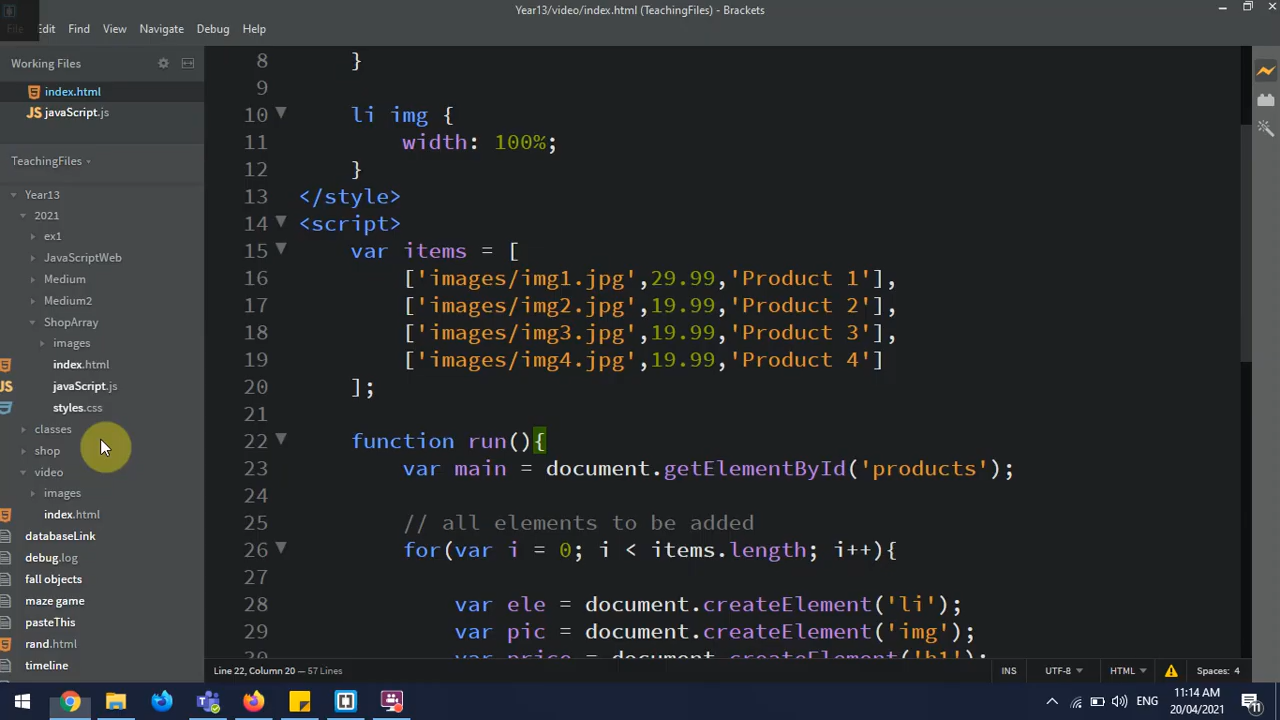 Year13/video/index.html (TeachingFiles) - Brackets
File Edit Find View Navigate Debug Help
Working Files
index.html
JS javaScript.js
TeachingFiles
Year13
2021
ex1
JavaScriptWeb
Medium
Medium2
ShopArray
images
index.html
JS javaScript.js
styles.css
classes
shop
video
images
index.html
databaseLink
debug.log
fall objects
maze game
pasteThis
rand.html
timeline
8 }
9
10 li img {
11 width: 100%;
12 }
13 </style>
14 <script>
15 var items = [
16 ['images/img1.jpg',29.99,'Product 1'],
17 ['images/img2.jpg',19.99,'Product 2'],
18 ['images/img3.jpg',19.99,'Product 3'],
19 ['images/img4.jpg',19.99,'Product 4']
20 ];
21
22 function run(){
23 var main = document.getElementById('products');
24
25 // all elements to be added
26 for(var i = 0; i < items.length; i++){
27
28 var ele = document.createElement('li');
29 var pic = document.createElement('img');
30 var price = document.createElement('h1');
Line 22, Column 20 — 57 Lines
INS UTF-8 HTML Spaces: 4
ENG
11:14 AM
20/04/2021
11